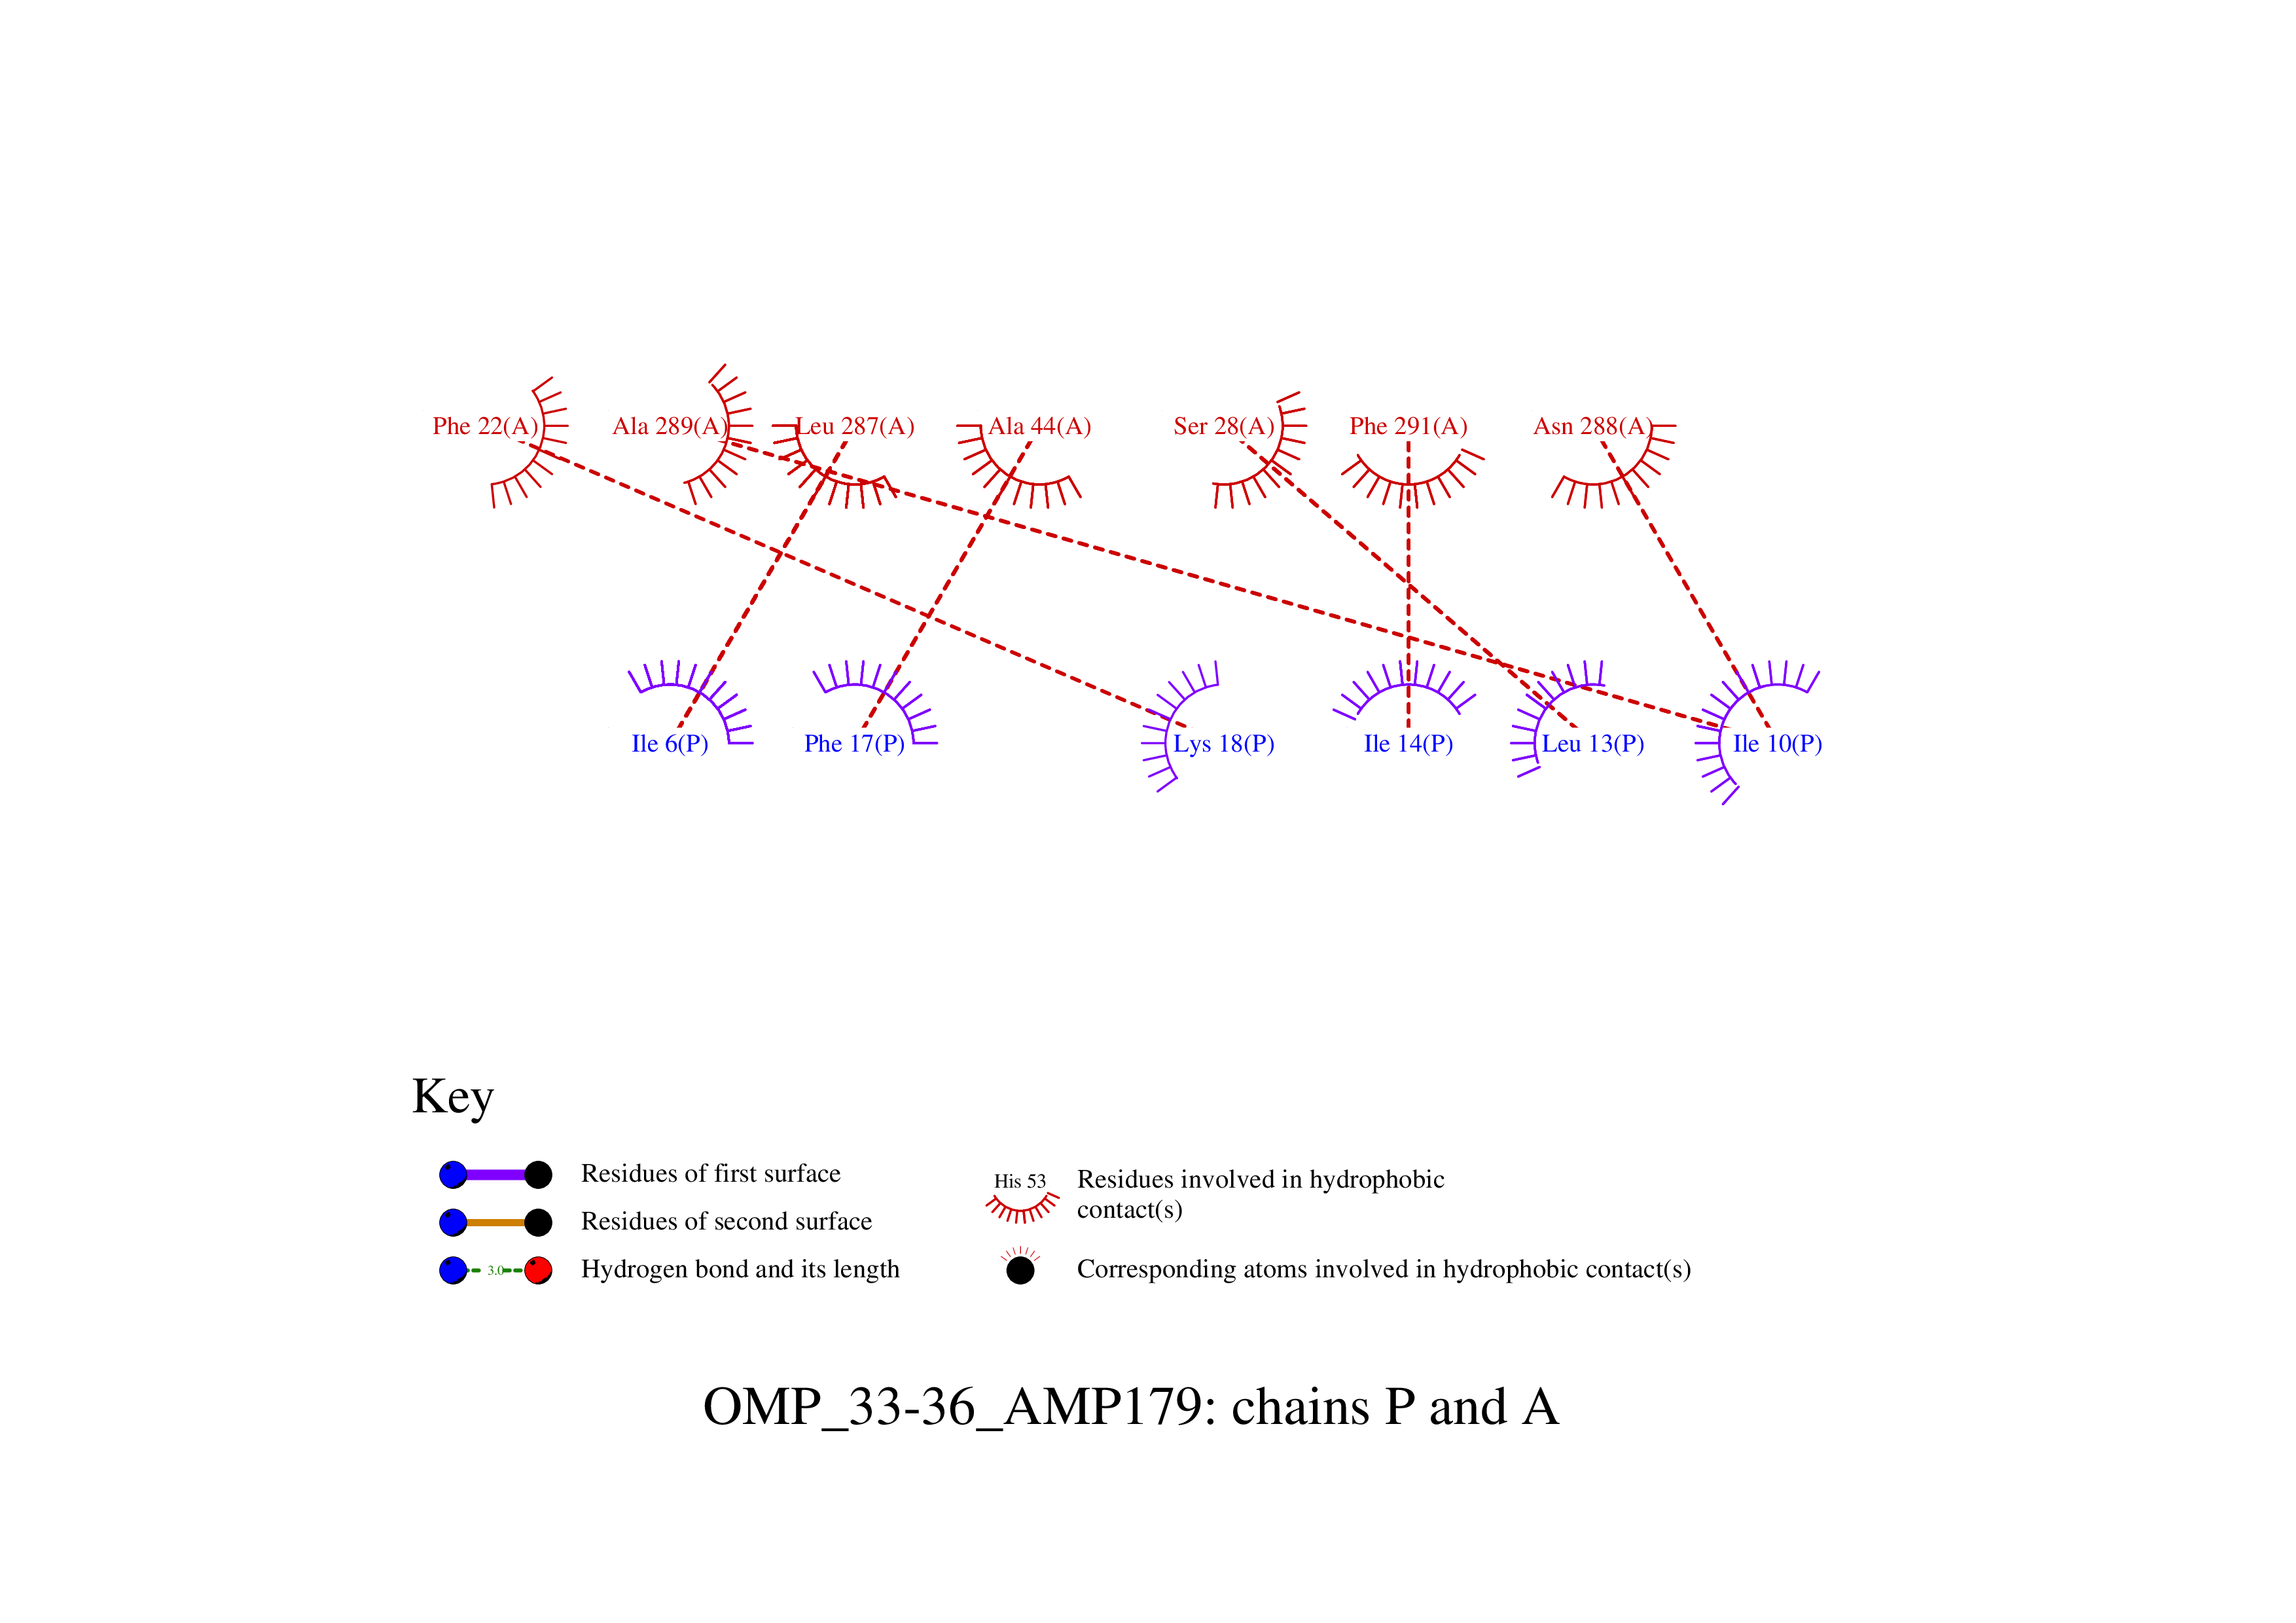 Phe 22(A) Ala 289(A) Leu 287(A) Ala 44(A) Ser 28(A) Phe 291(A) Asn 288(A)
Ile 6(P) Phe 17(P) Lys 18(P) Ile 14(P) Leu 13(P) Ile 10(P)
Key
Residues of first surface
Residues of second surface
3.0 Hydrogen bond and its length
His 53 Residues involved in hydrophobic
contact(s)
Corresponding atoms involved in hydrophobic contact(s)
OMP_33-36_AMP179: chains P and A